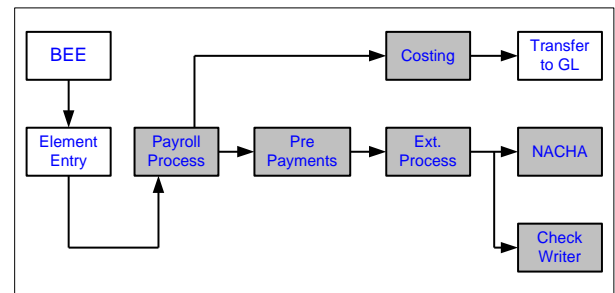 BEE
Costing
Transfer
to GL
Element
Entry
Payroll
Process
Pre
Payments
Ext.
Process
NACHA
Check
Writer